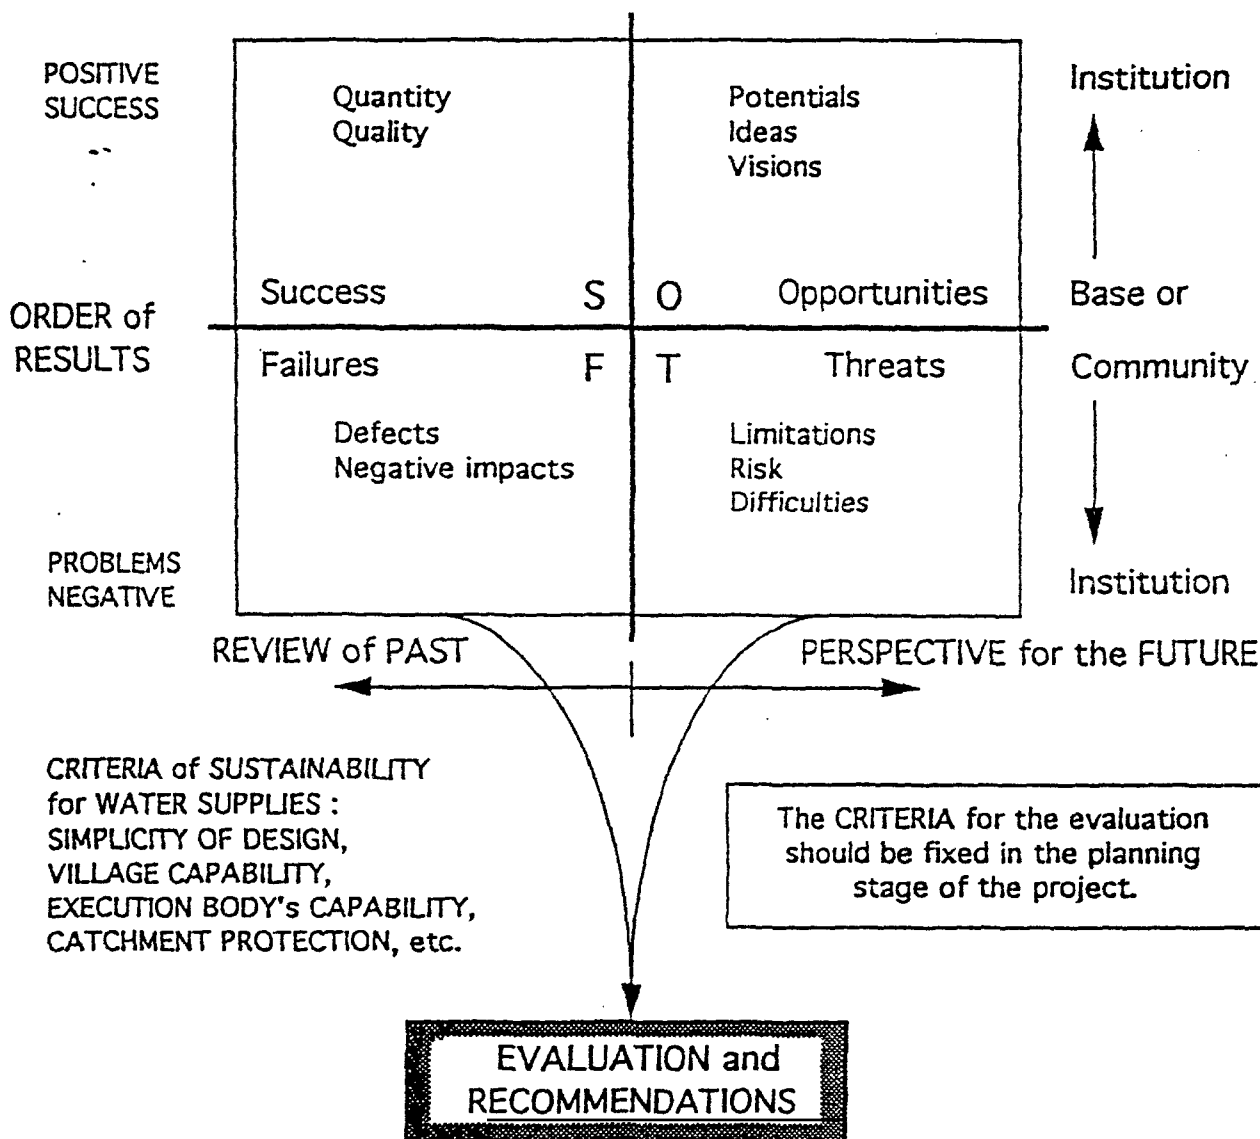 POSITIVE
SUCCESS
Quantity
Quality
Potentials
Ideas
Visions
Institution
ORDER of
RESULTS
Success
S
O
Opportunities
Base or
Failures
F
T
Threats
Community
Defects
Negative impacts
Limitations
Risk
Difficulties
PROBLEMS
NEGATIVE
Institution
REVIEW of PAST
PERSPECTIVE for the FUTURE
CRITERIA of SUSTAINABILITY
for WATER SUPPLIES :
SIMPLICITY OF DESIGN,
VILLAGE CAPABILITY,
EXECUTION BODY's CAPABILITY,
CATCHMENT PROTECTION, etc.
The CRITERIA for the evaluation
should be fixed in the planning
stage of the project.
EVALUATION and
RECOMMENDATIONS